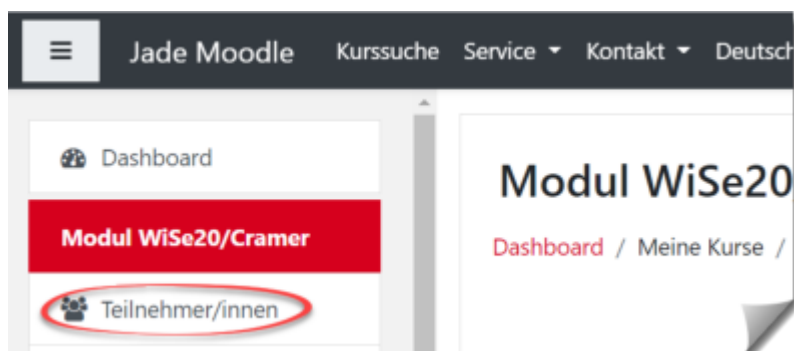 Jade Moodle Kurssuche Service Kontakt Deutsch
Dashboard
Modul WiSe20/Cramer
Teilnehmer/innen
Modul WiSe20
Dashboard / Meine Kurse /